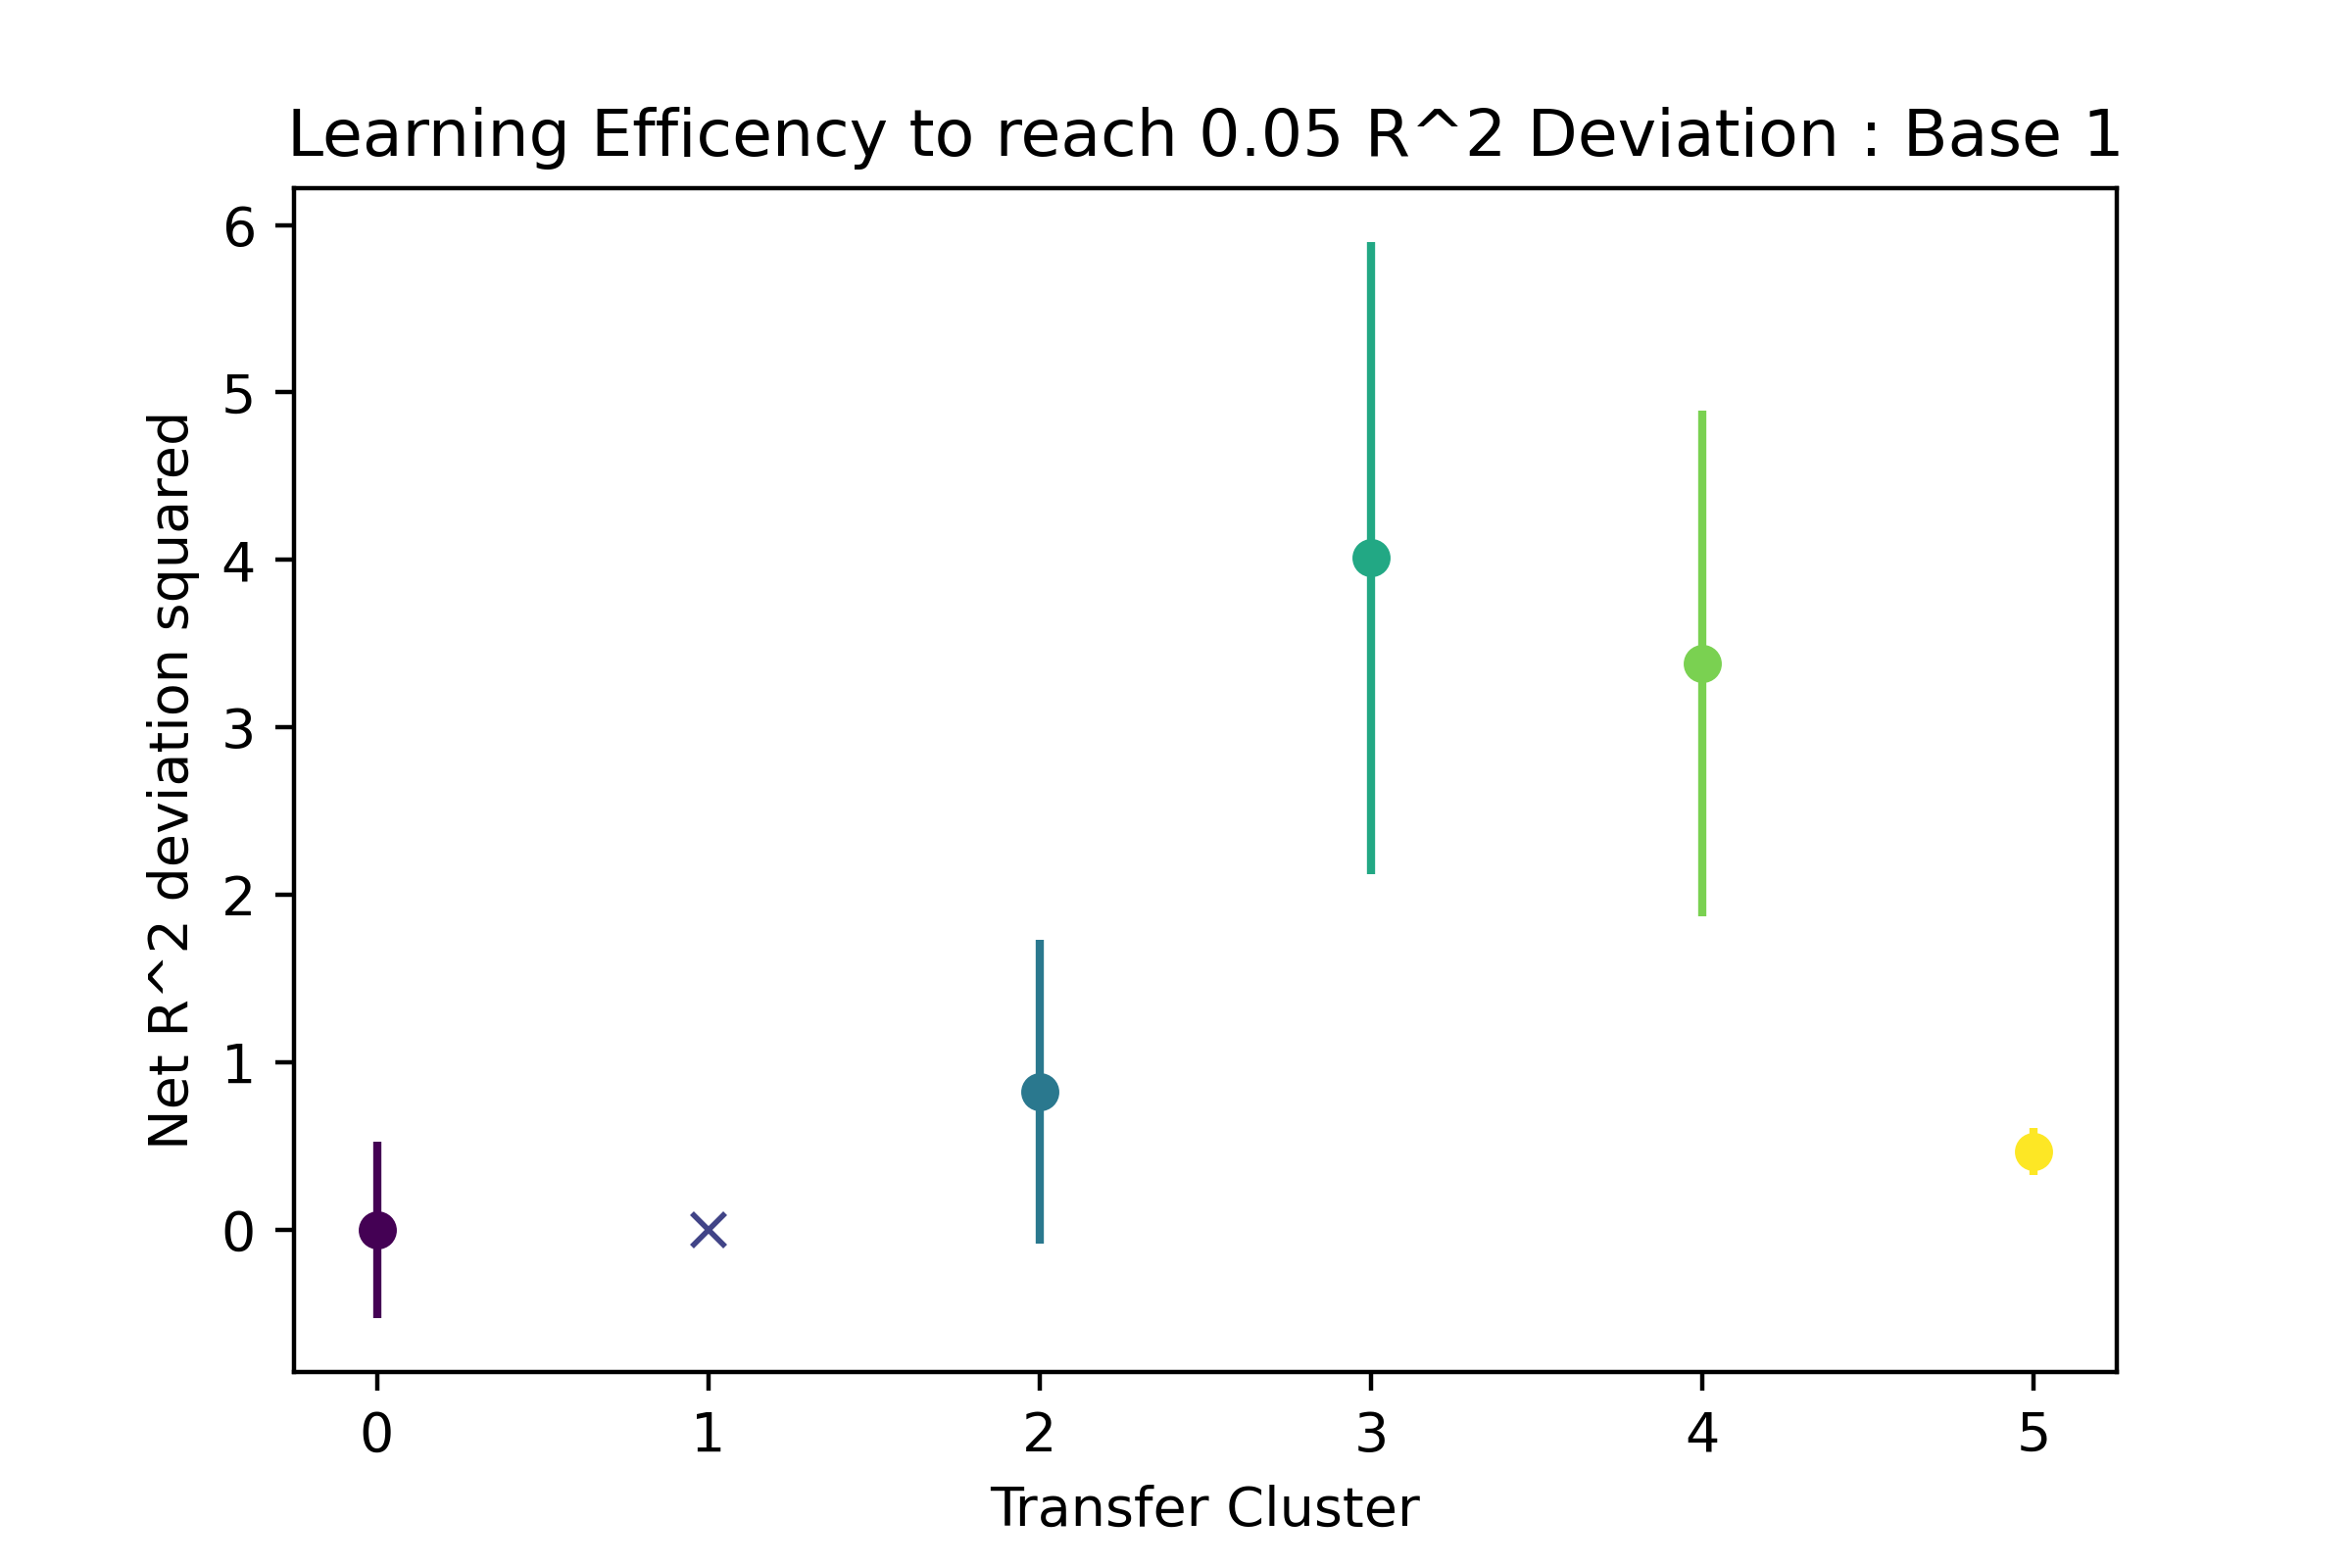 Learning Efficency to reach 0.05 R^2 Deviation : Base 1
Net R^2 deviation squared
6
5
4
3
2
1
0
0 1 2 3 4 5
Transfer Cluster